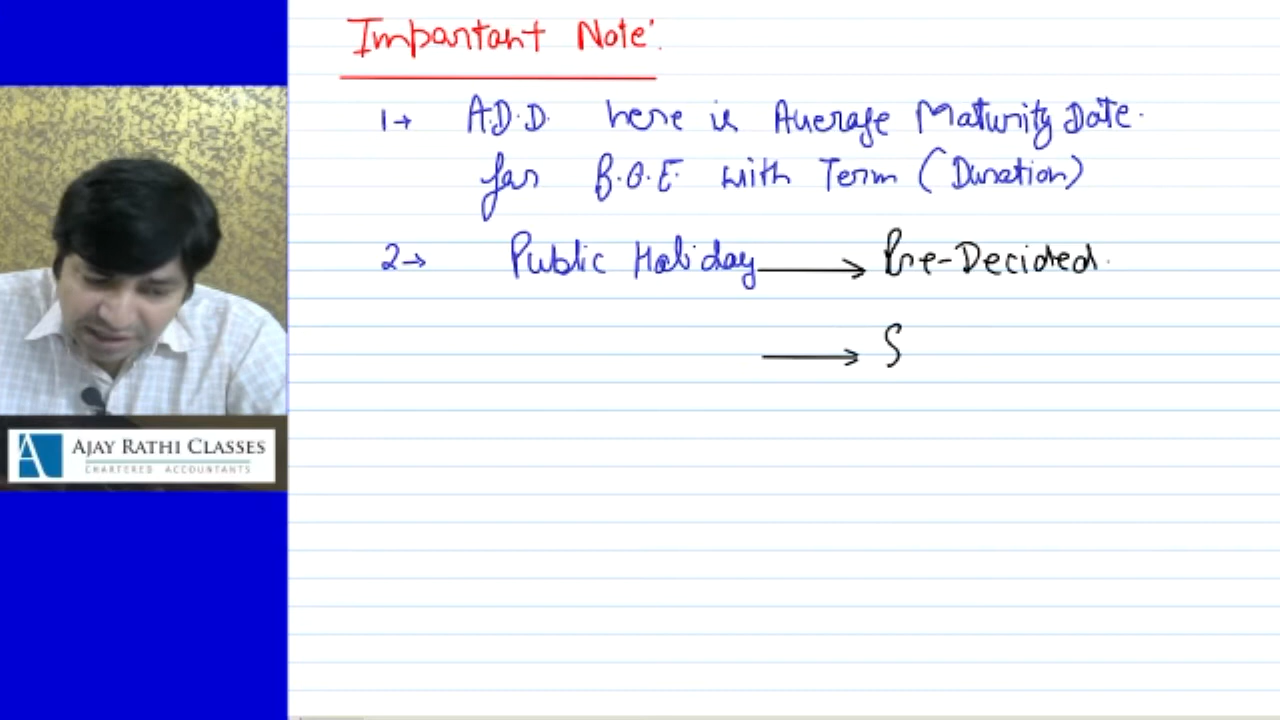 Important Note:
1→ A.D.D. here is Average Maturity Date.
for B.O.E. with Term (Duration)
2→ Public Holiday → Pre-Decided.
→ S
AJAY RATHI CLASSES
CHARTERED ACCOUNTANTS